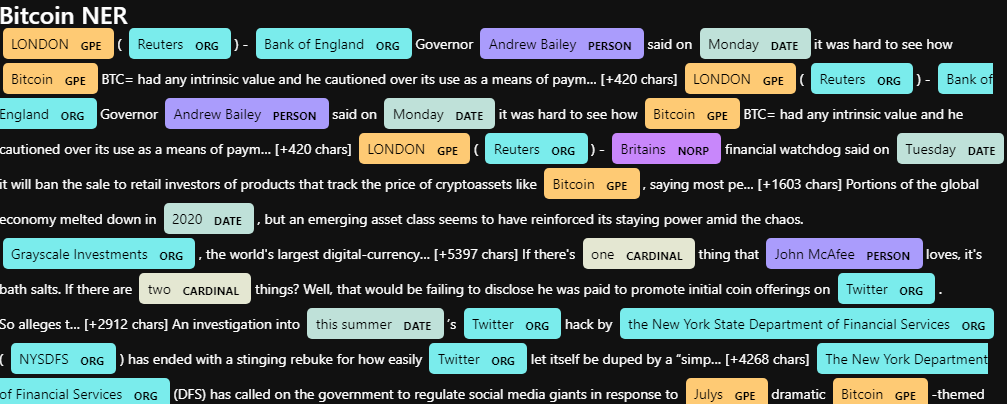 Bitcoin NER
LONDON GPE ( Reuters ORG ) - Bank of England ORG Governor Andrew Bailey PERSON said on Monday DATE it was hard to see how
Bitcoin GPE BTC= had any intrinsic value and he cautioned over its use as a means of paym... [+420 chars] LONDON GPE ( Reuters ORG ) - Bank of
England ORG Governor Andrew Bailey PERSON said on Monday DATE it was hard to see how Bitcoin GPE BTC= had any intrinsic value and he
cautioned over its use as a means of paym... [+420 chars] LONDON GPE ( Reuters ORG ) - Britains NORP financial watchdog said on Tuesday DATE
it will ban the sale to retail investors of products that track the price of cryptoassets like Bitcoin GPE , saying most pe... [+1603 chars] Portions of the global
economy melted down in 2020 DATE , but an emerging asset class seems to have reinforced its staying power amid the chaos.
Grayscale Investments ORG , the world's largest digital-currency... [+5397 chars] If there's one CARDINAL thing that John McAfee PERSON loves, it's
bath salts. If there are two CARDINAL things? Well, that would be failing to disclose he was paid to promote initial coin offerings on Twitter ORG .
So alleges t... [+2912 chars] An investigation into this summer DATE 's Twitter ORG hack by the New York State Department of Financial Services ORG
( NYSDFS ORG ) has ended with a stinging rebuke for how easily Twitter ORG let itself be duped by a “simp... [+4268 chars] The New York Department
of Financial Services ORG (DFS) has called on the government to regulate social media giants in response to Julys GPE dramatic Bitcoin GPE -themed